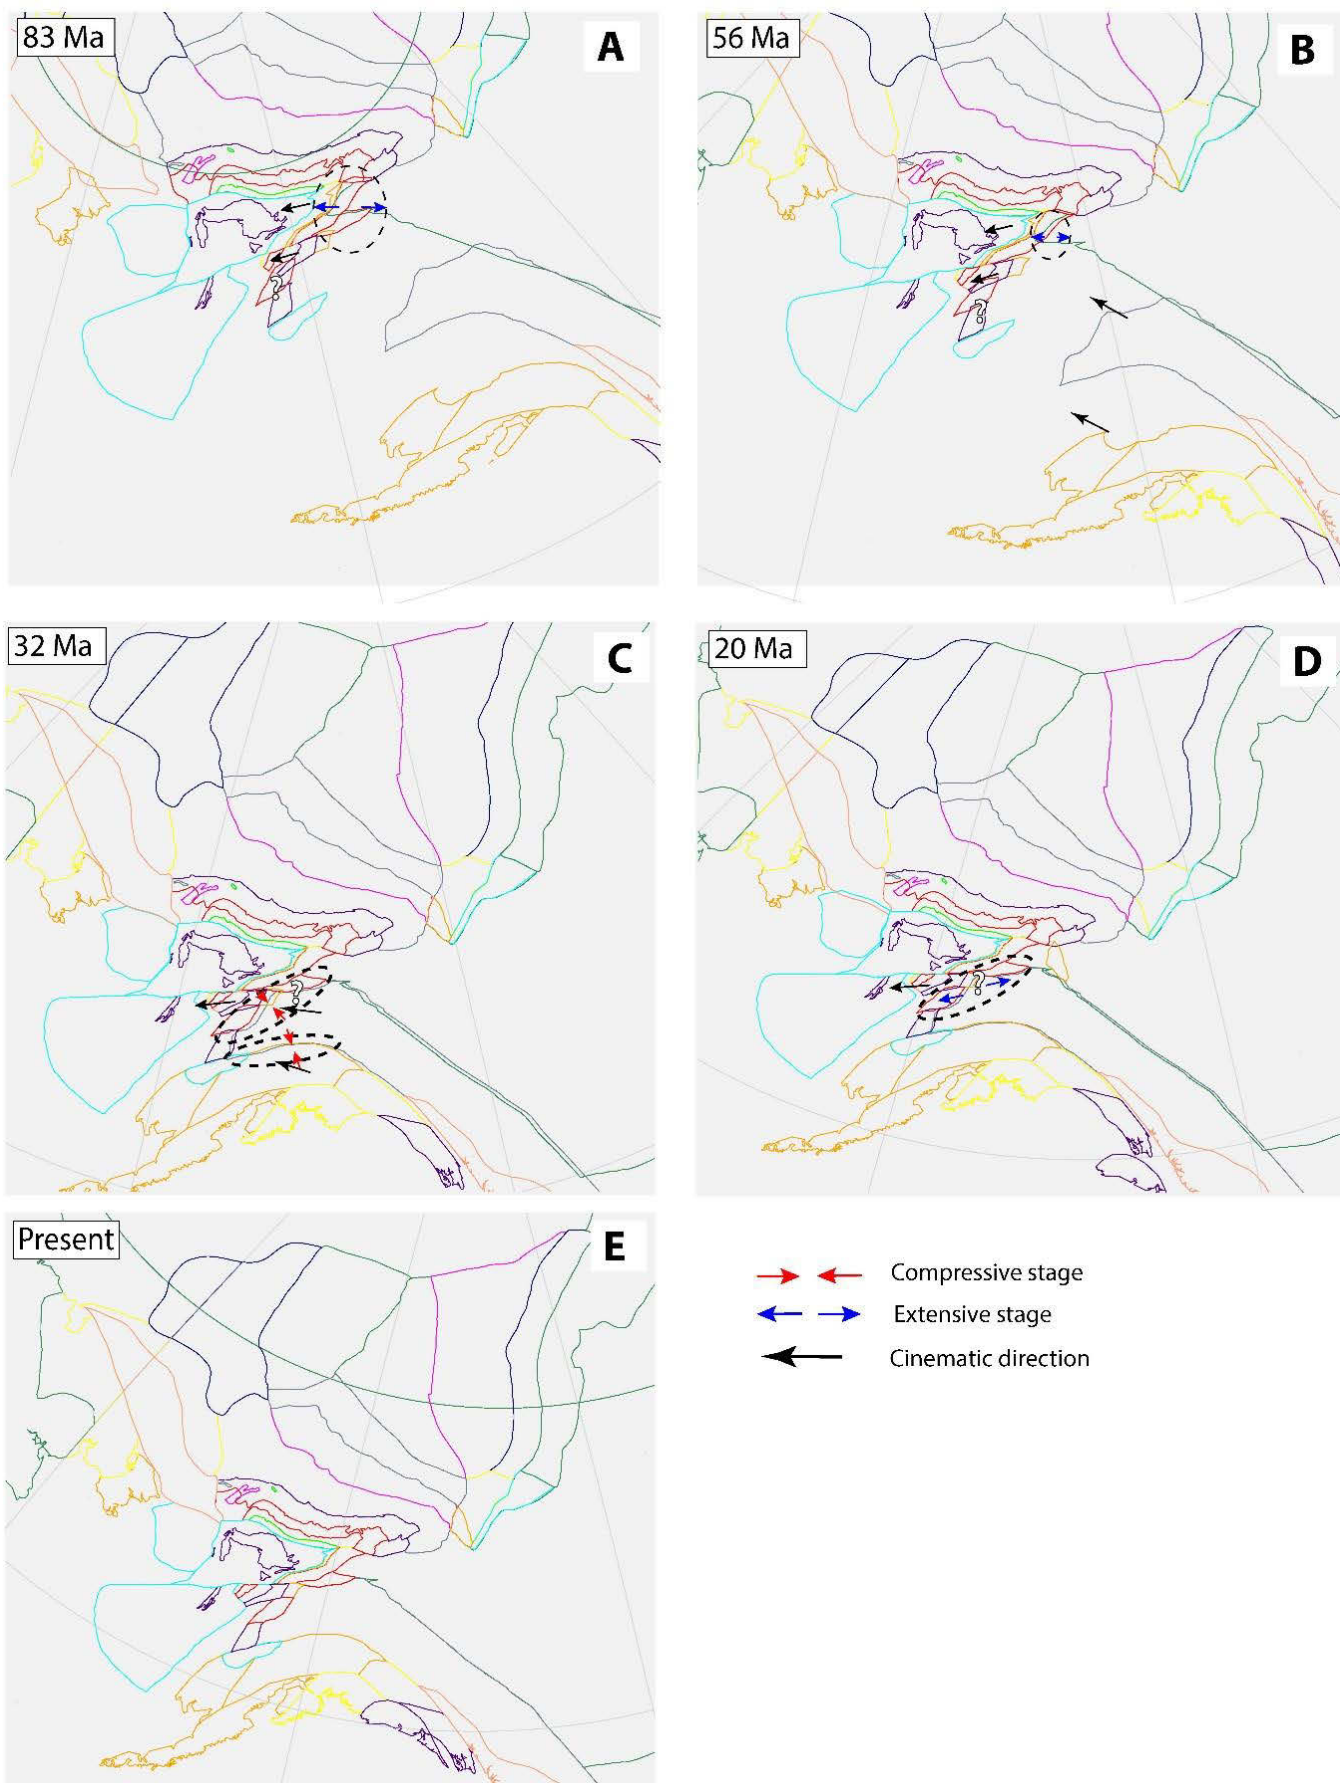 83 Ma
A
?
56 Ma
B
?
32 Ma
C
?
20 Ma
D
?
Present
E
Compressive stage
Extensive stage
Cinematic direction